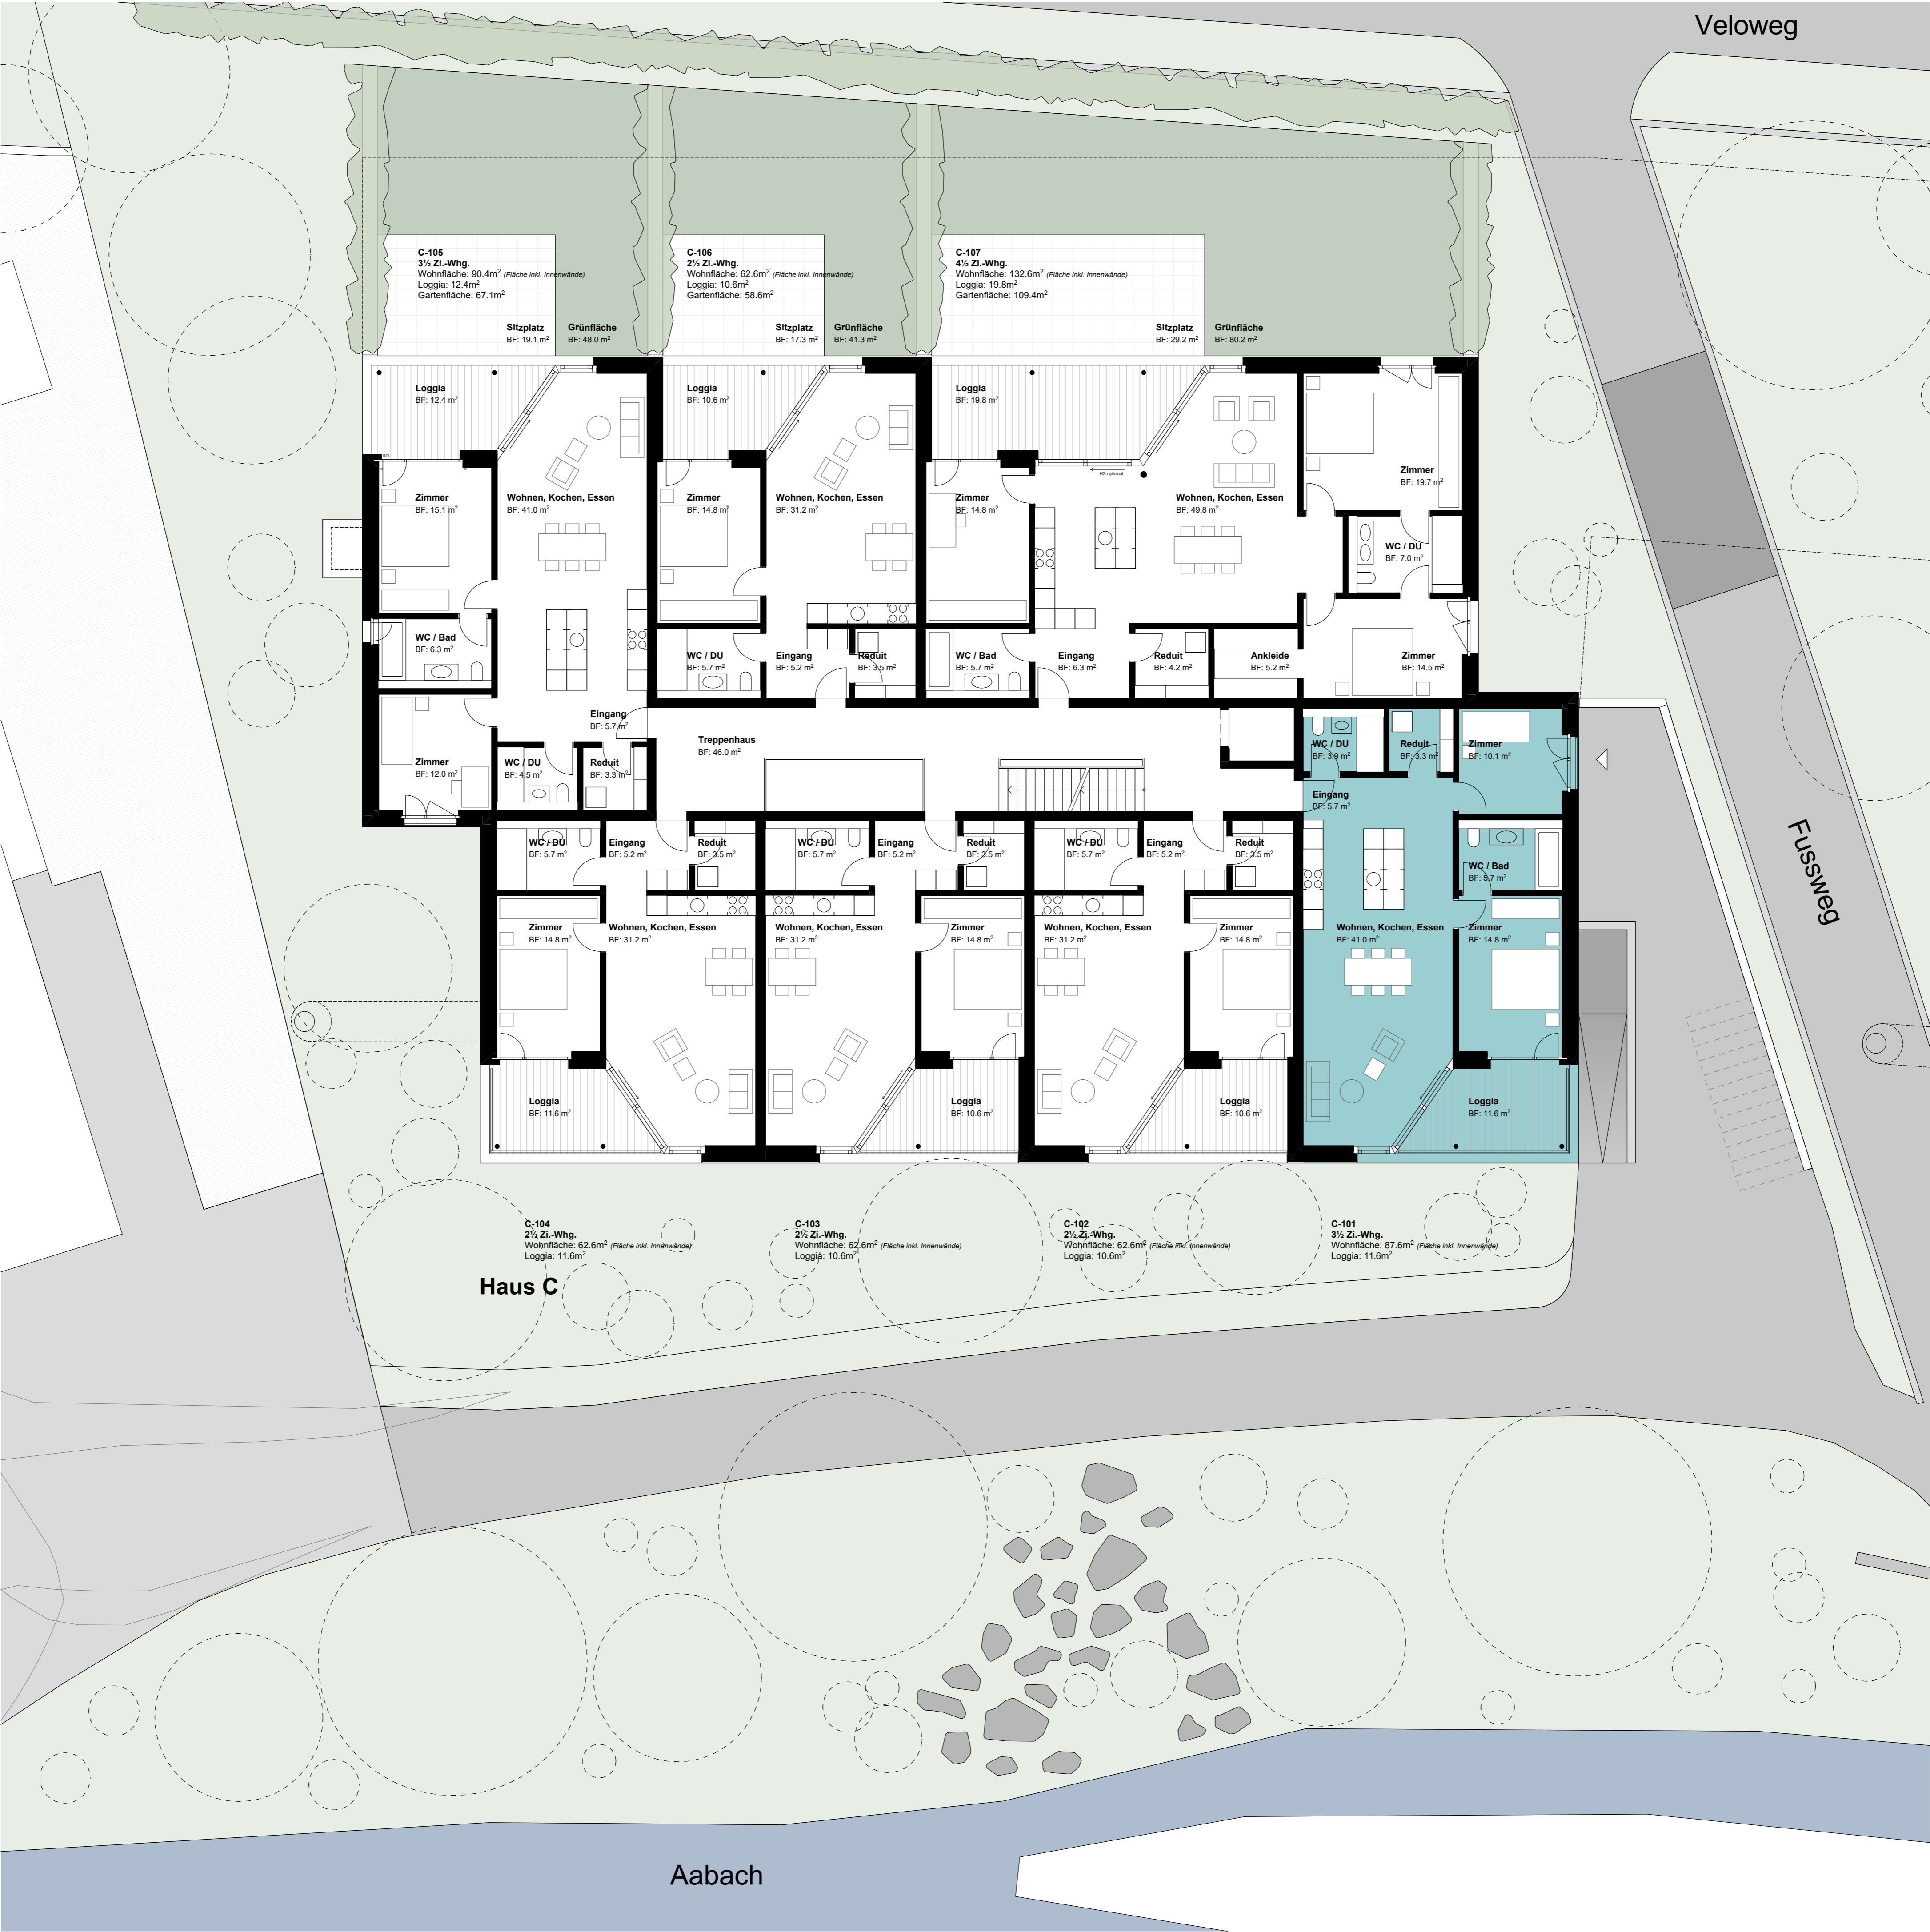 Veloweg
C-105
3½ Zi.-Whg.
Wohnfläche: 90.4m² (Fläche inkl. Innenwände)
Loggia: 12.4m²
Gartenfläche: 67.1m²
Sitzplatz
BF: 19.1 m²
Grünfläche
BF: 48.0 m²
C-106
2½ Zi.-Whg.
Wohnfläche: 62.6m² (Fläche inkl. Innenwände)
Loggia: 10.6m²
Gartenfläche: 58.6m²
Sitzplatz
BF: 17.3 m²
Grünfläche
BF: 41.3 m²
C-107
4½ Zi.-Whg.
Wohnfläche: 132.6m² (Fläche inkl. Innenwände)
Loggia: 19.8m²
Gartenfläche: 109.4m²
Sitzplatz
BF: 29.2 m²
Grünfläche
BF: 80.2 m²
Loggia
BF: 12.4 m²
Zimmer
BF: 15.1 m²
Wohnen, Kochen, Essen
BF: 41.0 m²
WC / Bad
BF: 6.3 m²
Zimmer
BF: 12.0 m²
Eingang
BF: 5.7 m²
WC / DU
BF: 4.5 m²
Reduit
BF: 3.3 m²
Loggia
BF: 10.6 m²
Zimmer
BF: 14.8 m²
Wohnen, Kochen, Essen
BF: 31.2 m²
WC / DU
BF: 5.7 m²
Eingang
BF: 5.2 m²
Reduit
BF: 3.5 m²
Loggia
BF: 19.8 m²
HS optional
Zimmer
BF: 14.8 m²
Wohnen, Kochen, Essen
BF: 49.8 m²
Zimmer
BF: 19.7 m²
WC / DU
BF: 7.0 m²
WC / Bad
BF: 5.7 m²
Eingang
BF: 6.3 m²
Reduit
BF: 4.2 m²
Ankleide
BF: 5.2 m²
Zimmer
BF: 14.5 m²
Treppenhaus
BF: 46.0 m²
WC / DU
BF: 3.9 m²
Reduit
BF: 3.3 m²
Zimmer
BF: 10.1 m²
Eingang
BF: 5.7 m²
WC / Bad
BF: 5.7 m²
Wohnen, Kochen, Essen
BF: 41.0 m²
Zimmer
BF: 14.8 m²
Loggia
BF: 11.6 m²
WC / DU
BF: 5.7 m²
Eingang
BF: 5.2 m²
Reduit
BF: 3.5 m²
Zimmer
BF: 14.8 m²
Wohnen, Kochen, Essen
BF: 31.2 m²
Loggia
BF: 11.6 m²
WC / DU
BF: 5.7 m²
Eingang
BF: 5.2 m²
Reduit
BF: 3.5 m²
Wohnen, Kochen, Essen
BF: 31.2 m²
Zimmer
BF: 14.8 m²
Loggia
BF: 10.6 m²
WC / DU
BF: 5.7 m²
Eingang
BF: 5.2 m²
Reduit
BF: 3.5 m²
Wohnen, Kochen, Essen
BF: 31.2 m²
Zimmer
BF: 14.8 m²
Loggia
BF: 10.6 m²
Fussweg
C-104
2½ Zi.-Whg.
Wohnfläche: 62.6m² (Fläche inkl. Innenwände)
Loggia: 11.6m²
C-103
2½ Zi.-Whg.
Wohnfläche: 62.6m² (Fläche inkl. Innenwände)
Loggia: 10.6m²
C-102
2½ Zi.-Whg.
Wohnfläche: 62.6m² (Fläche inkl. Innenwände)
Loggia: 10.6m²
C-101
3½ Zi.-Whg.
Wohnfläche: 87.6m² (Fläche inkl. Innenwände)
Loggia: 11.6m²
Haus C
Aabach